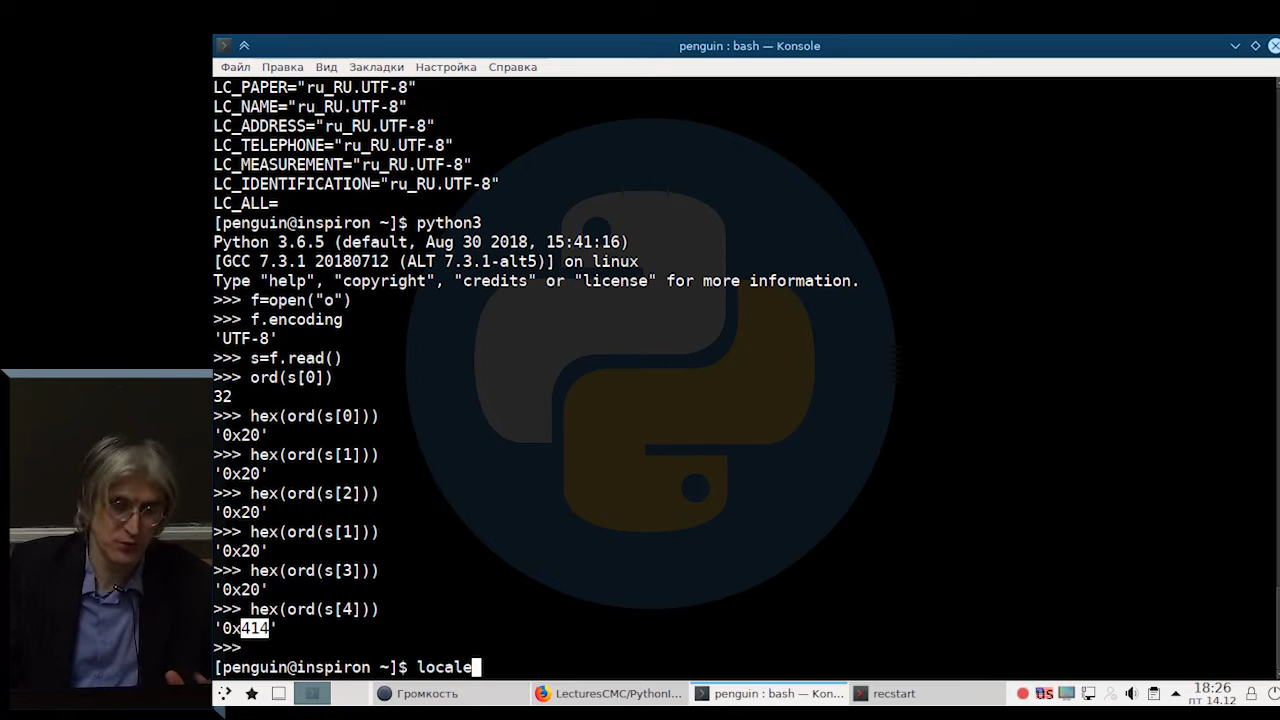 penguin : bash — Konsole
Файл Правка Вид Закладки Настройка Справка
LC_PAPER="ru_RU.UTF-8"
LC_NAME="ru_RU.UTF-8"
LC_ADDRESS="ru_RU.UTF-8"
LC_TELEPHONE="ru_RU.UTF-8"
LC_MEASUREMENT="ru_RU.UTF-8"
LC_IDENTIFICATION="ru_RU.UTF-8"
LC_ALL=
[penguin@inspiron ~]$ python3
Python 3.6.5 (default, Aug 30 2018, 15:41:16)
[GCC 7.3.1 20180712 (ALT 7.3.1-alt5)] on linux
Type "help", "copyright", "credits" or "license" for more information.
>>> f=open("o")
>>> f.encoding
'UTF-8'
>>> s=f.read()
>>> ord(s[0])
32
>>> hex(ord(s[0]))
'0x20'
>>> hex(ord(s[1]))
'0x20'
>>> hex(ord(s[2]))
'0x20'
>>> hex(ord(s[1]))
'0x20'
>>> hex(ord(s[3]))
'0x20'
>>> hex(ord(s[4]))
'0x414'
>>>
[penguin@inspiron ~]$ locale
Громкость LecturesCMC/PythonI... penguin : bash — Kon... recstart us 18:26
пт 14.12